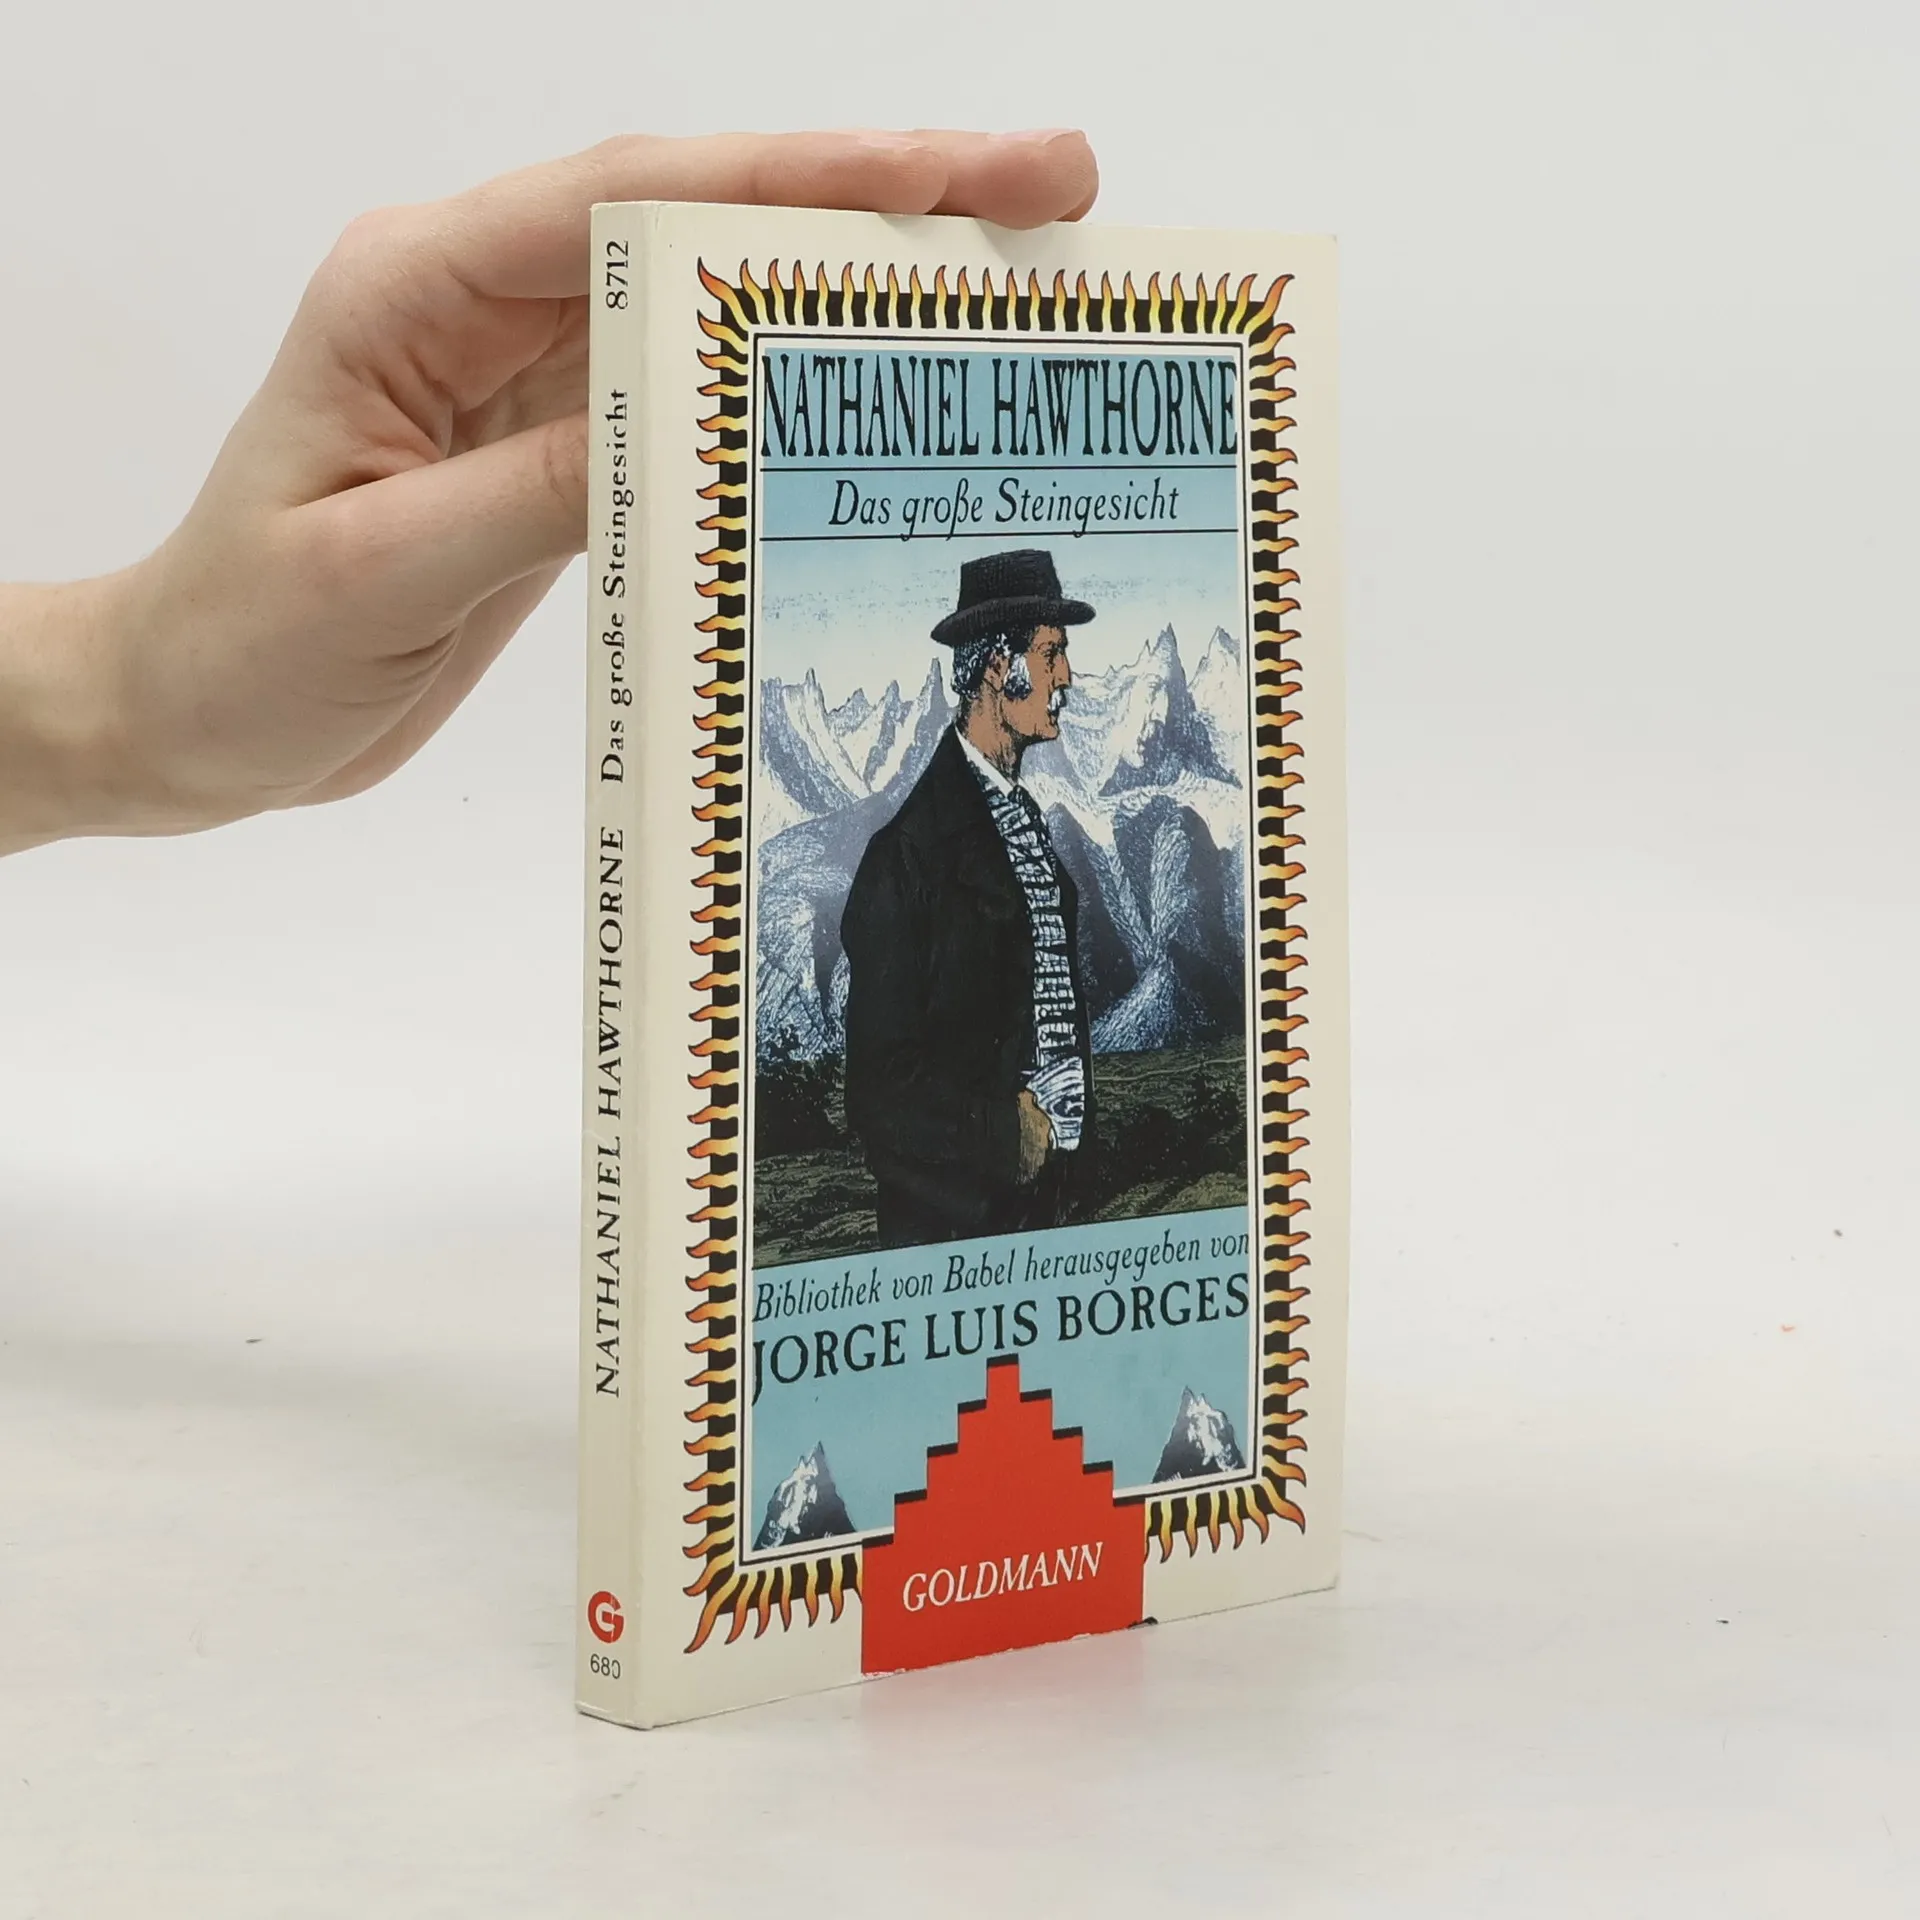 NATHANIEL HAWTHORNE
Das große Steingesicht
Bibliothek von Babel herausgegeben von
JORGE LUIS BORGES
GOLDMANN
NATHANIEL HAWTHORNE Das große Steingesicht 8712
G
680